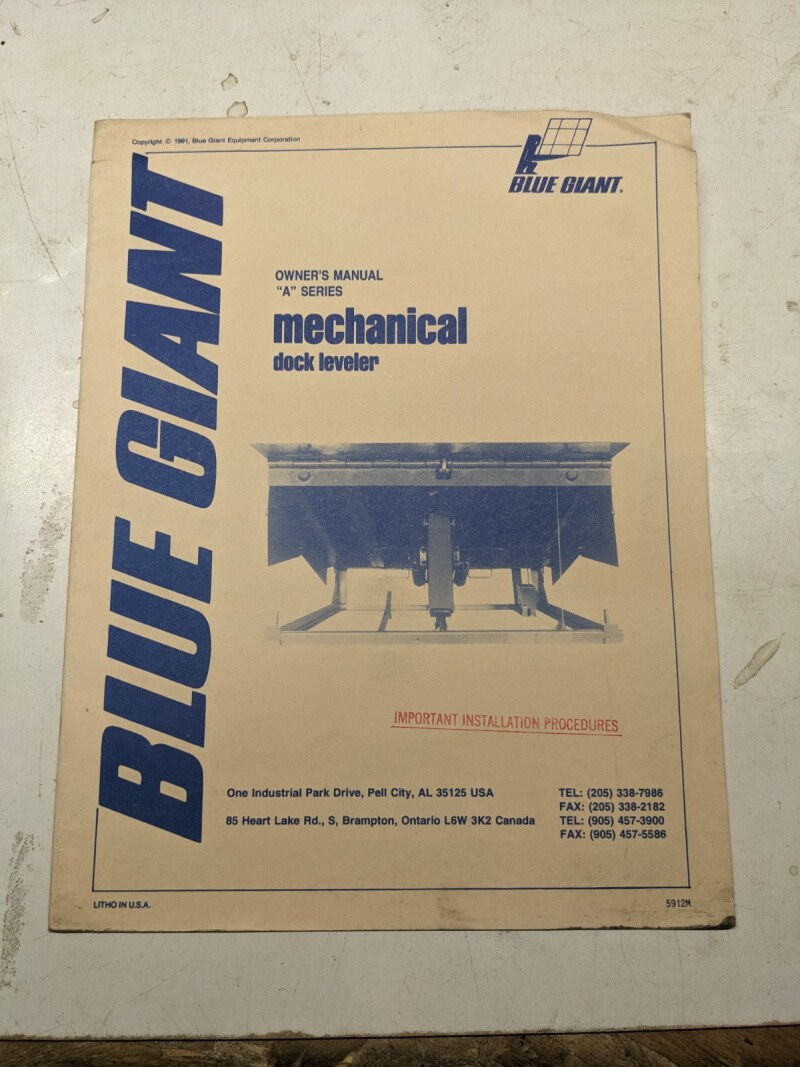 Copyright © 1991, Blue Giant Equipment Corporation
BLUE GIANT.
BLUE GIANT
OWNER'S MANUAL
"A" SERIES
mechanical
dock leveler
IMPORTANT INSTALLATION PROCEDURES
One Industrial Park Drive, Pell City, AL 35125 USA
TEL: (205) 338-7986
FAX: (205) 338-2182
85 Heart Lake Rd., S, Brampton, Ontario L6W 3K2 Canada
TEL: (905) 457-3900
FAX: (905) 457-5586
LITHO IN U.S.A.
5912M